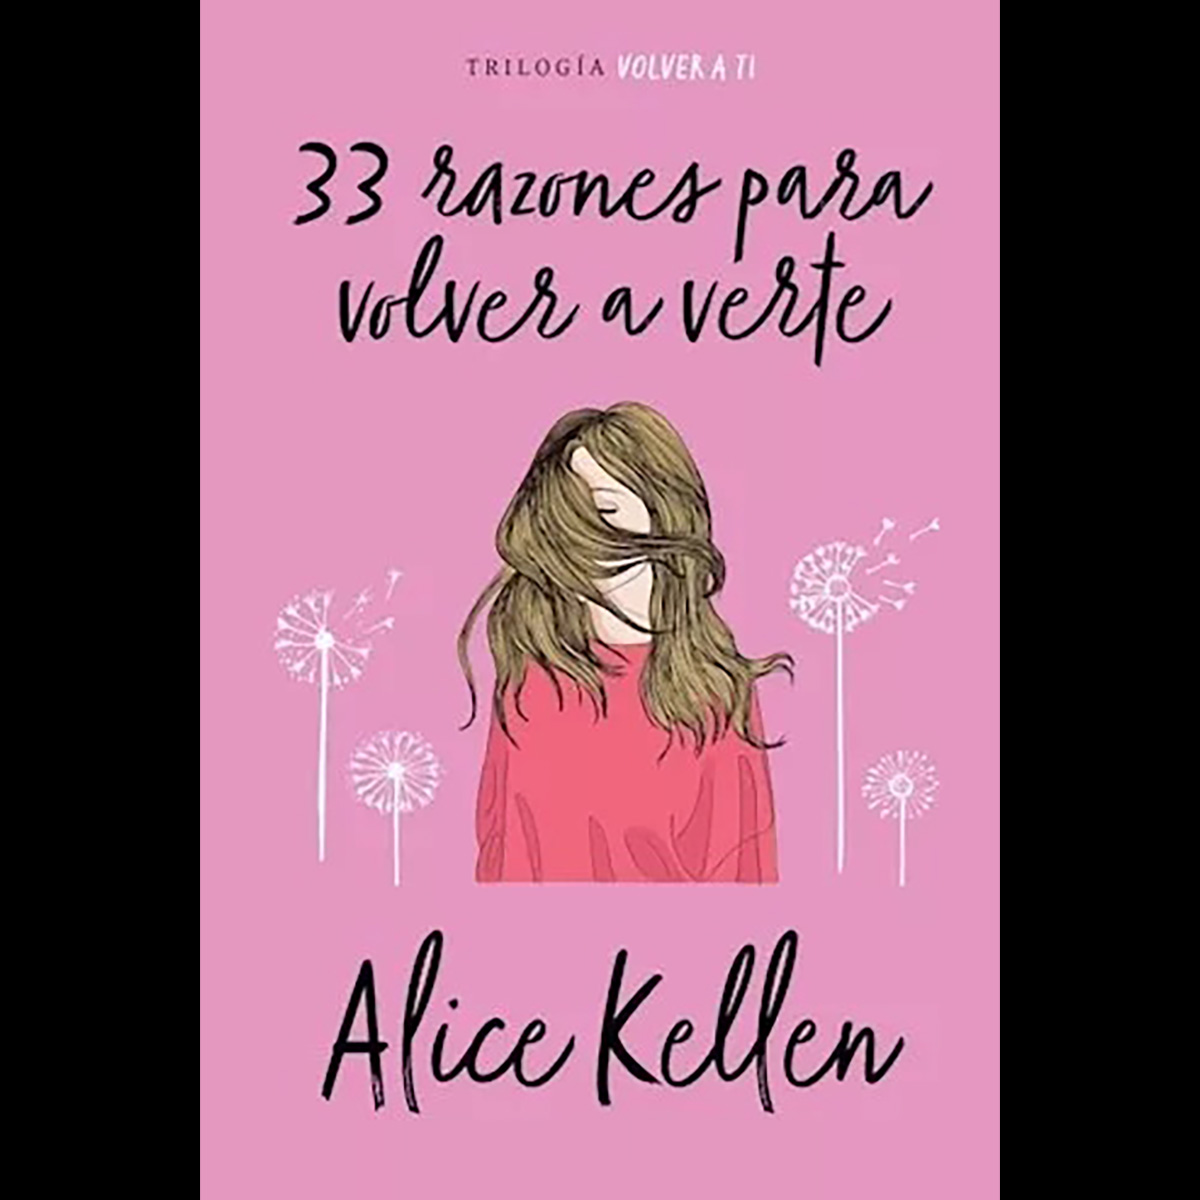 TRILOGÍA VOLVER A TI
33 razones para
volver a verte
Alice Kellen